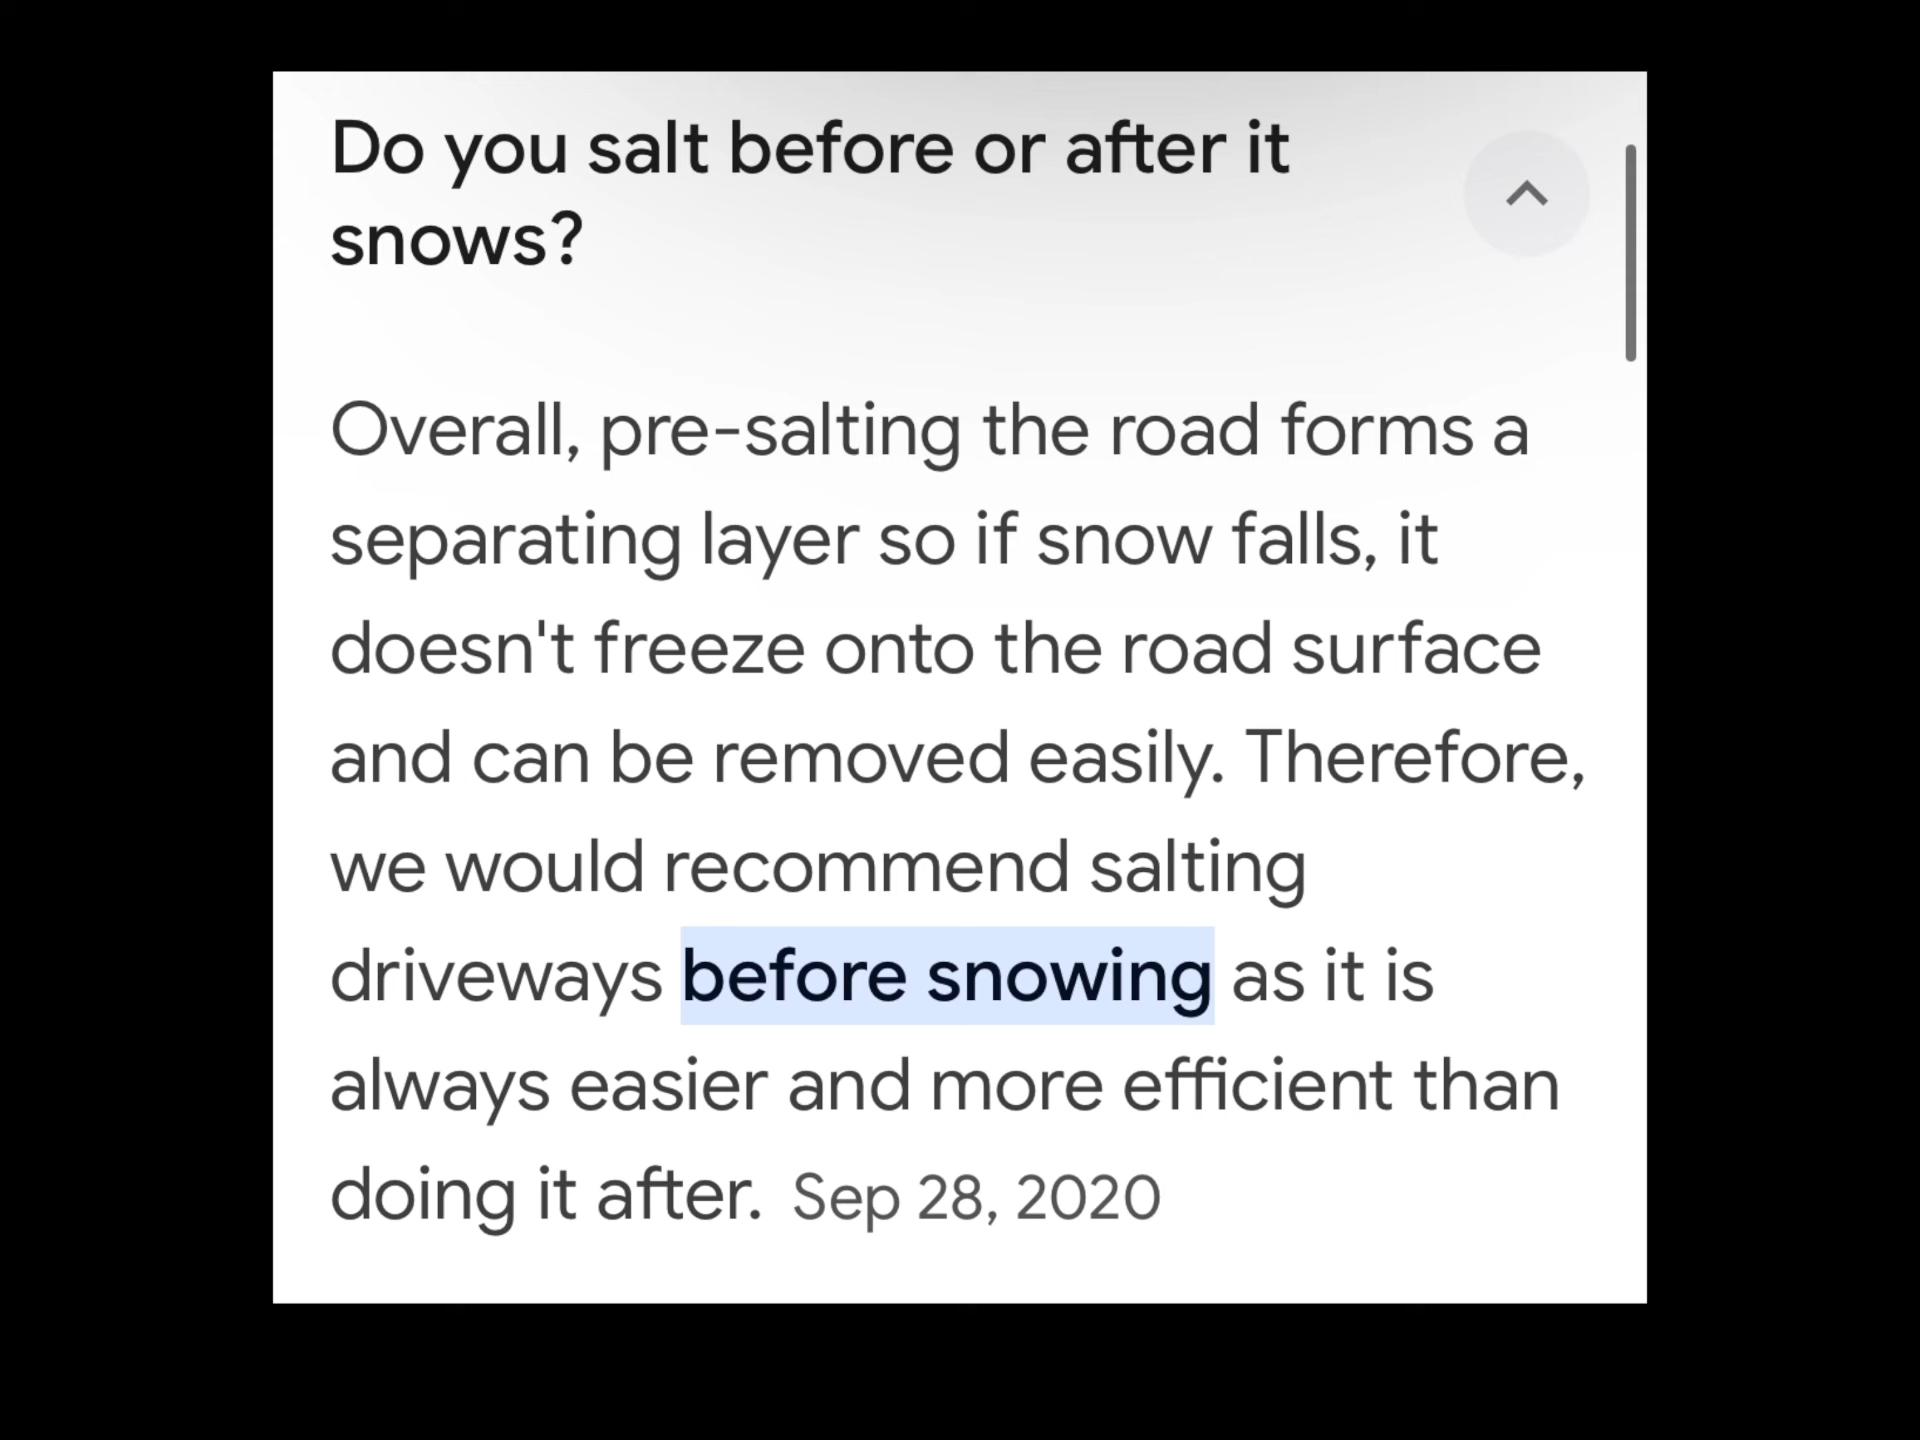 Do you salt before or after it
snows?
Overall, pre-salting the road forms a
separating layer so if snow falls, it
doesn't freeze onto the road surface
and can be removed easily. Therefore,
we would recommend salting
driveways before snowing as it is
always easier and more efficient than
doing it after. Sep 28, 2020